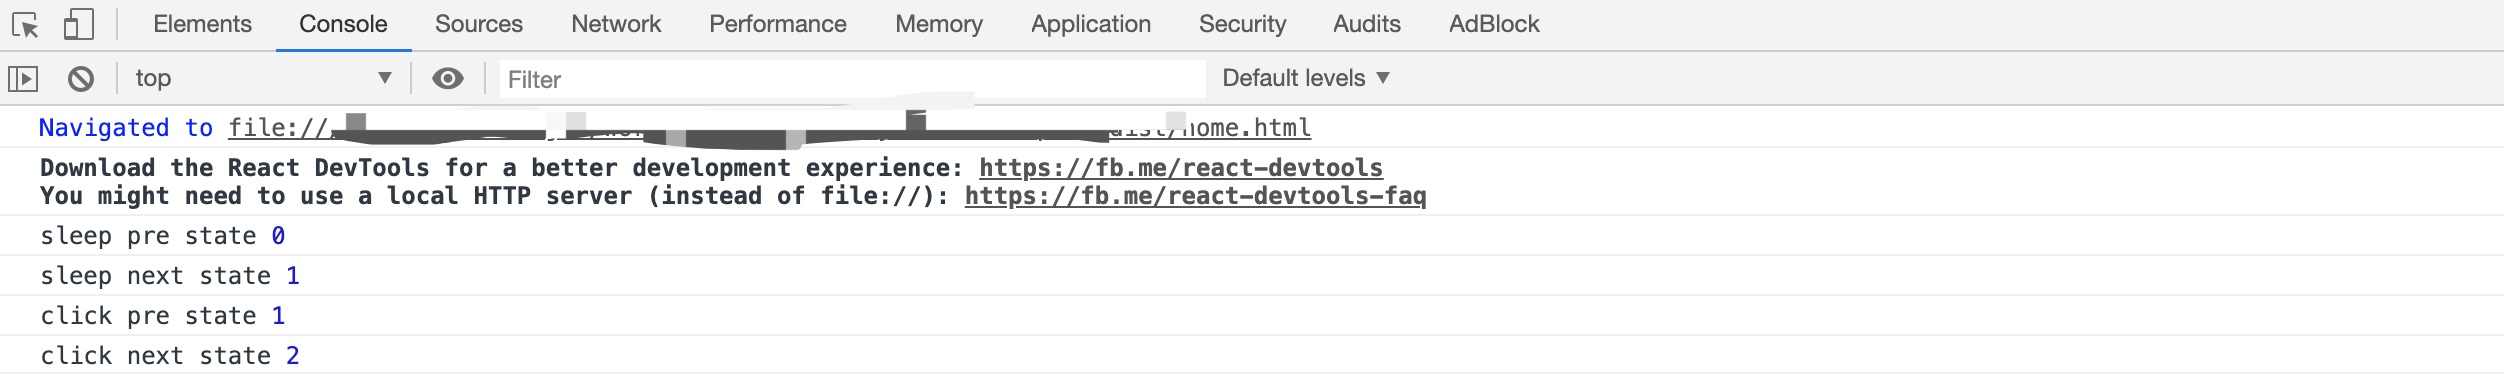 Elements Console Sources Network Performance Memory Application Security Audits AdBlock
top Filter Default levels
Navigated to file:// home.html
Download the React DevTools for a better development experience: https://fb.me/react-devtools
You might need to use a local HTTP server (instead of file://): https://fb.me/react-devtools-faq
sleep pre state 0
sleep next state 1
click pre state 1
click next state 2